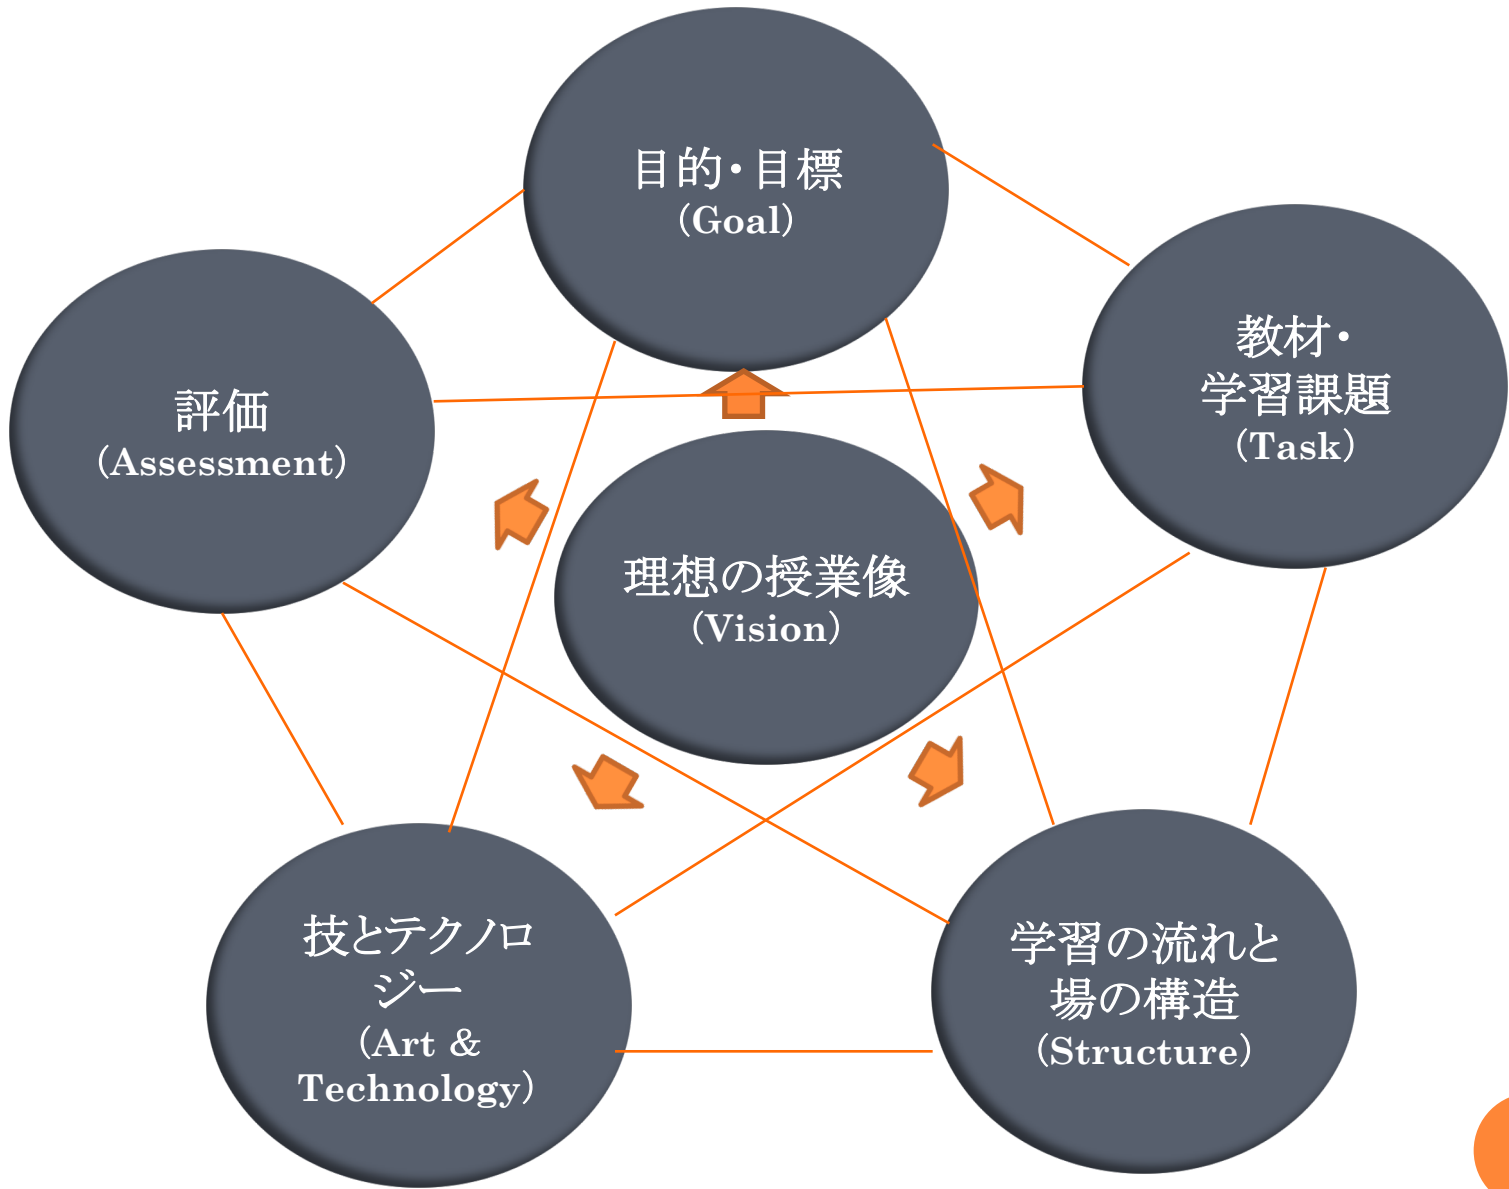 目的・目標
（Goal）
教材・
学習課題
（Task）
評価
（Assessment）
理想の授業像
（Vision）
技とテクノロ
ジー
（Art &
Technology）
学習の流れと
場の構造
（Structure）